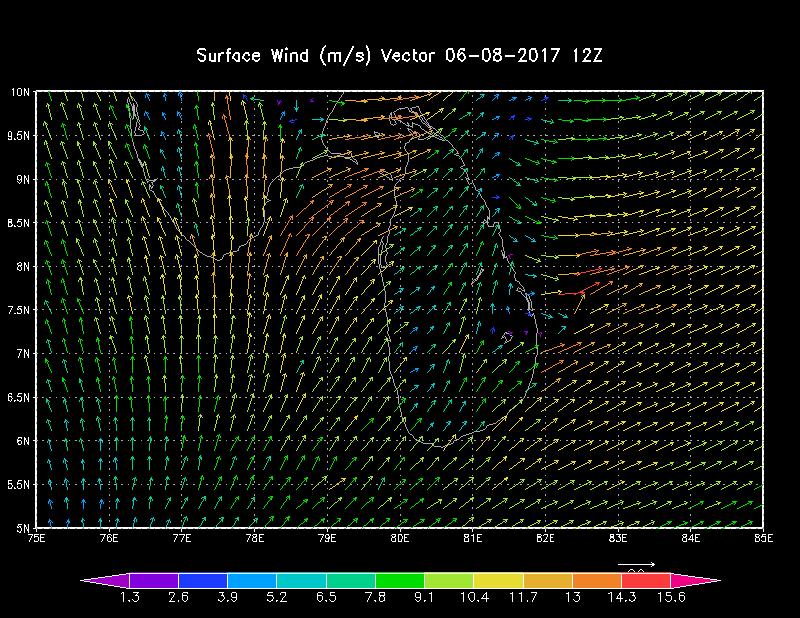 Surface Wind (m/s) Vector 06-08-2017 12Z
10N
9.5N
9N
8.5N
8N
7.5N
7N
6.5N
6N
5.5N
5N
75E 76E 77E 78E 79E 80E 81E 82E 83E 84E 85E
1.3 2.6 3.9 5.2 6.5 7.8 9.1 10.4 11.7 13 14.3 15.6